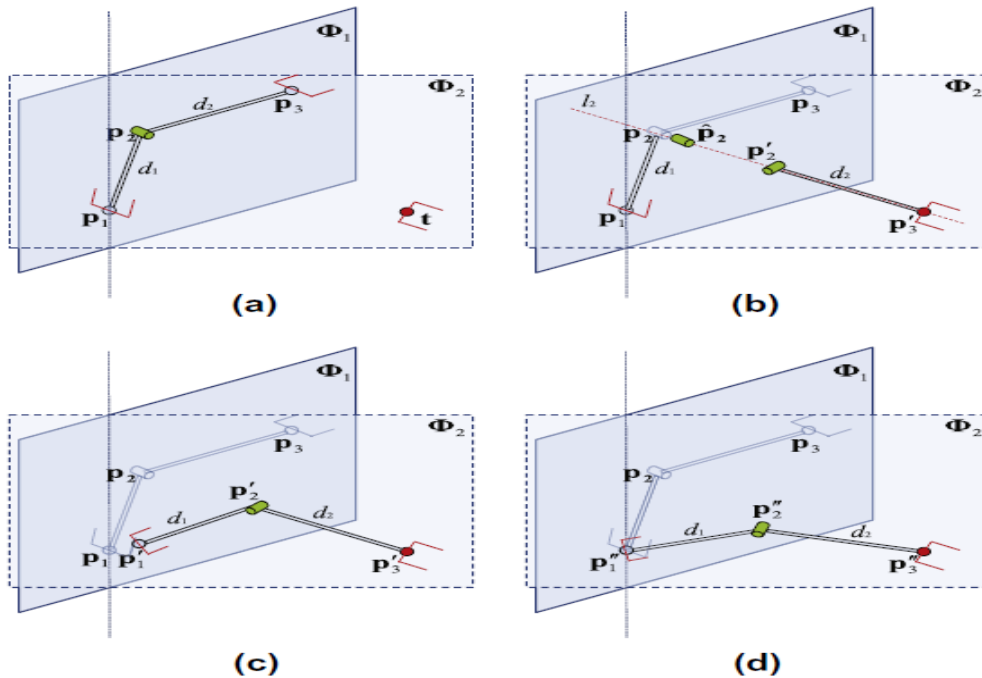 Φ₁
Φ₂
d₂
p₃
p₂
d₁
p₁
t
(a)
Φ₁
Φ₂
l₂
p₃
p₂
p̂₂
p′₂
d₁
d₂
p₁
p′₃
(b)
Φ₁
Φ₂
p₃
p₂
p′₂
d₁
d₂
p₁
p′₁
p′₃
(c)
Φ₁
Φ₂
p₃
p₂
p″₂
d₁
d₂
p″₁
p″₃
(d)